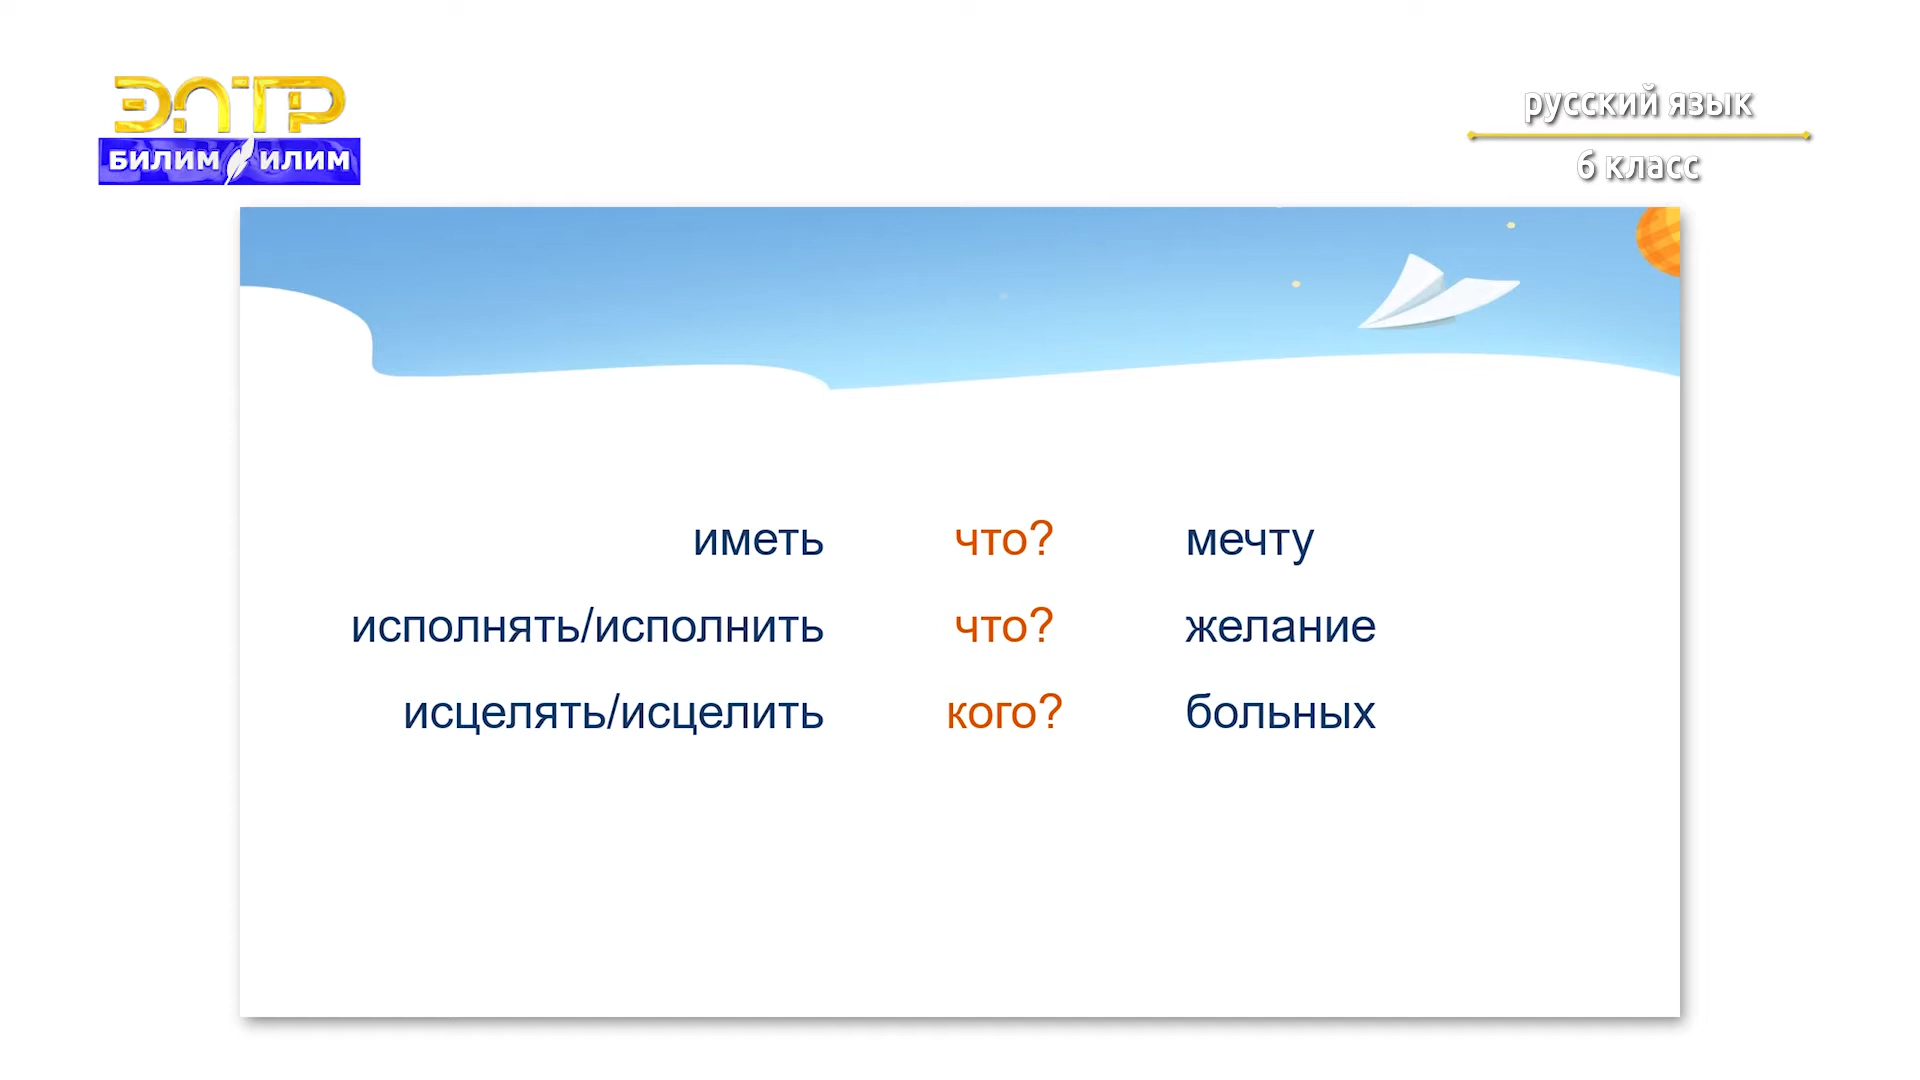 ЭЛТР
БИЛИМ ИЛИМ
русский язык
6 класс
иметь что? мечту
исполнять/исполнить что? желание
исцелять/исцелить кого? больных